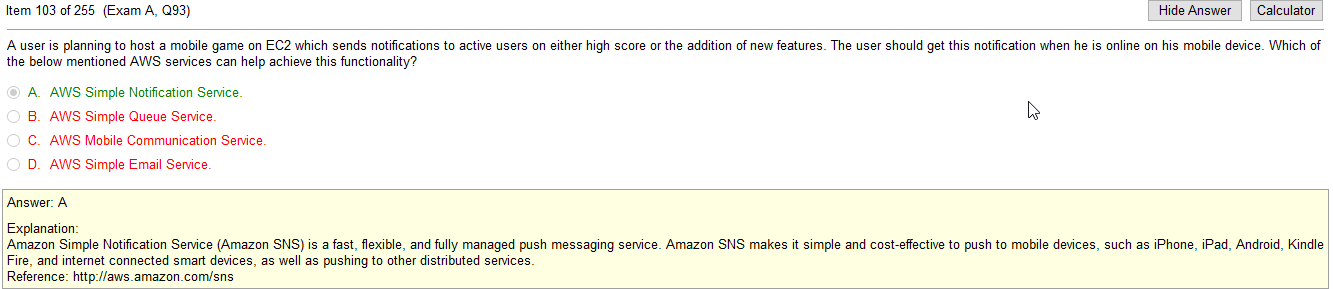 Item 103 of 255 (Exam A, Q93)
Hide Answer
Calculator
A user is planning to host a mobile game on EC2 which sends notifications to active users on either high score or the addition of new features. The user should get this notification when he is online on his mobile device. Which of
the below mentioned AWS services can help achieve this functionality?
A. AWS Simple Notification Service.
B. AWS Simple Queue Service.
C. AWS Mobile Communication Service.
D. AWS Simple Email Service.
Answer: A
Explanation:
Amazon Simple Notification Service (Amazon SNS) is a fast, flexible, and fully managed push messaging service. Amazon SNS makes it simple and cost-effective to push to mobile devices, such as iPhone, iPad, Android, Kindle
Fire, and internet connected smart devices, as well as pushing to other distributed services.
Reference: http://aws.amazon.com/sns